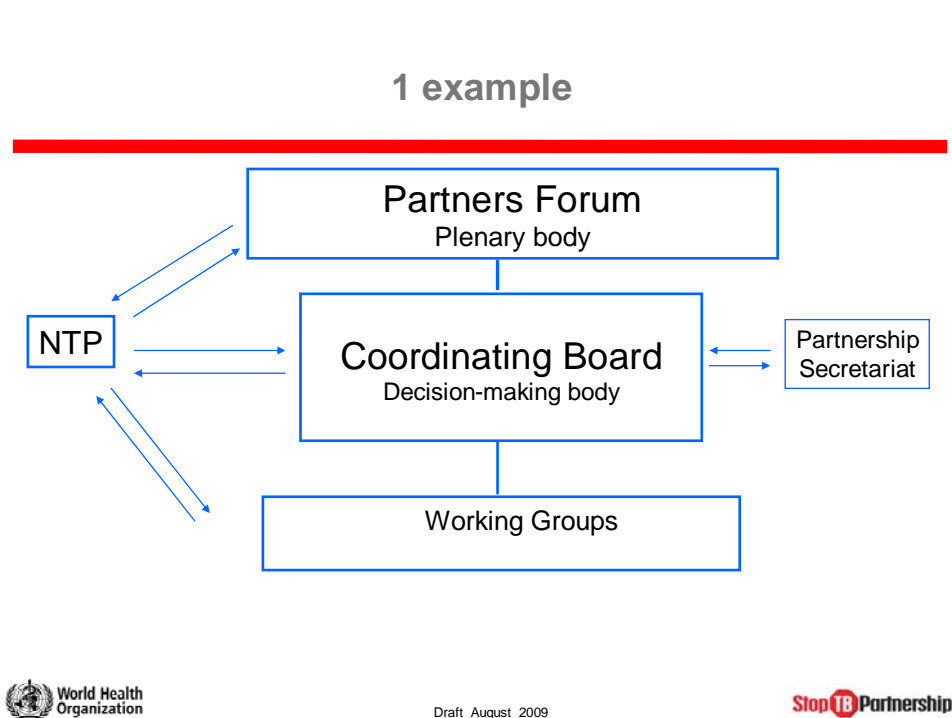 1 example
Partners Forum
Plenary body
NTP
Coordinating Board
Decision-making body
Partnership
Secretariat
Working Groups
World Health
Organization
Draft August 2009
Stop TB Partnership